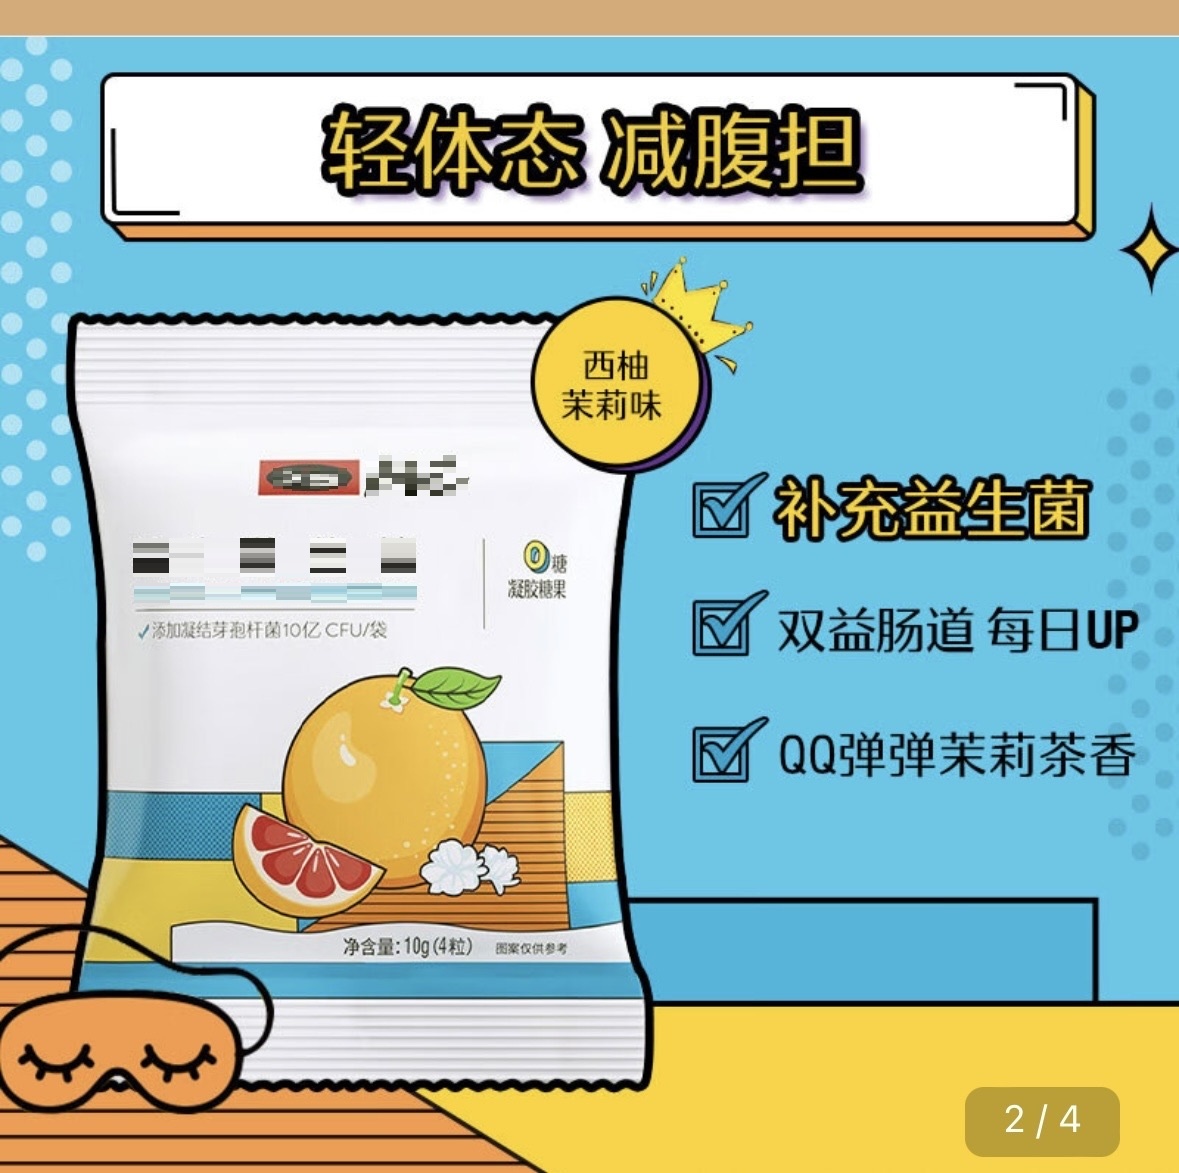 轻体态 减腹担
西柚
茉莉味
0糖
凝胶糖果
✓添加凝结芽孢杆菌10亿 CFU/袋
补充益生菌
双益肠道 每日UP
QQ弹弹茉莉茶香
净含量:10g(4粒) 图案仅供参考
2 / 4